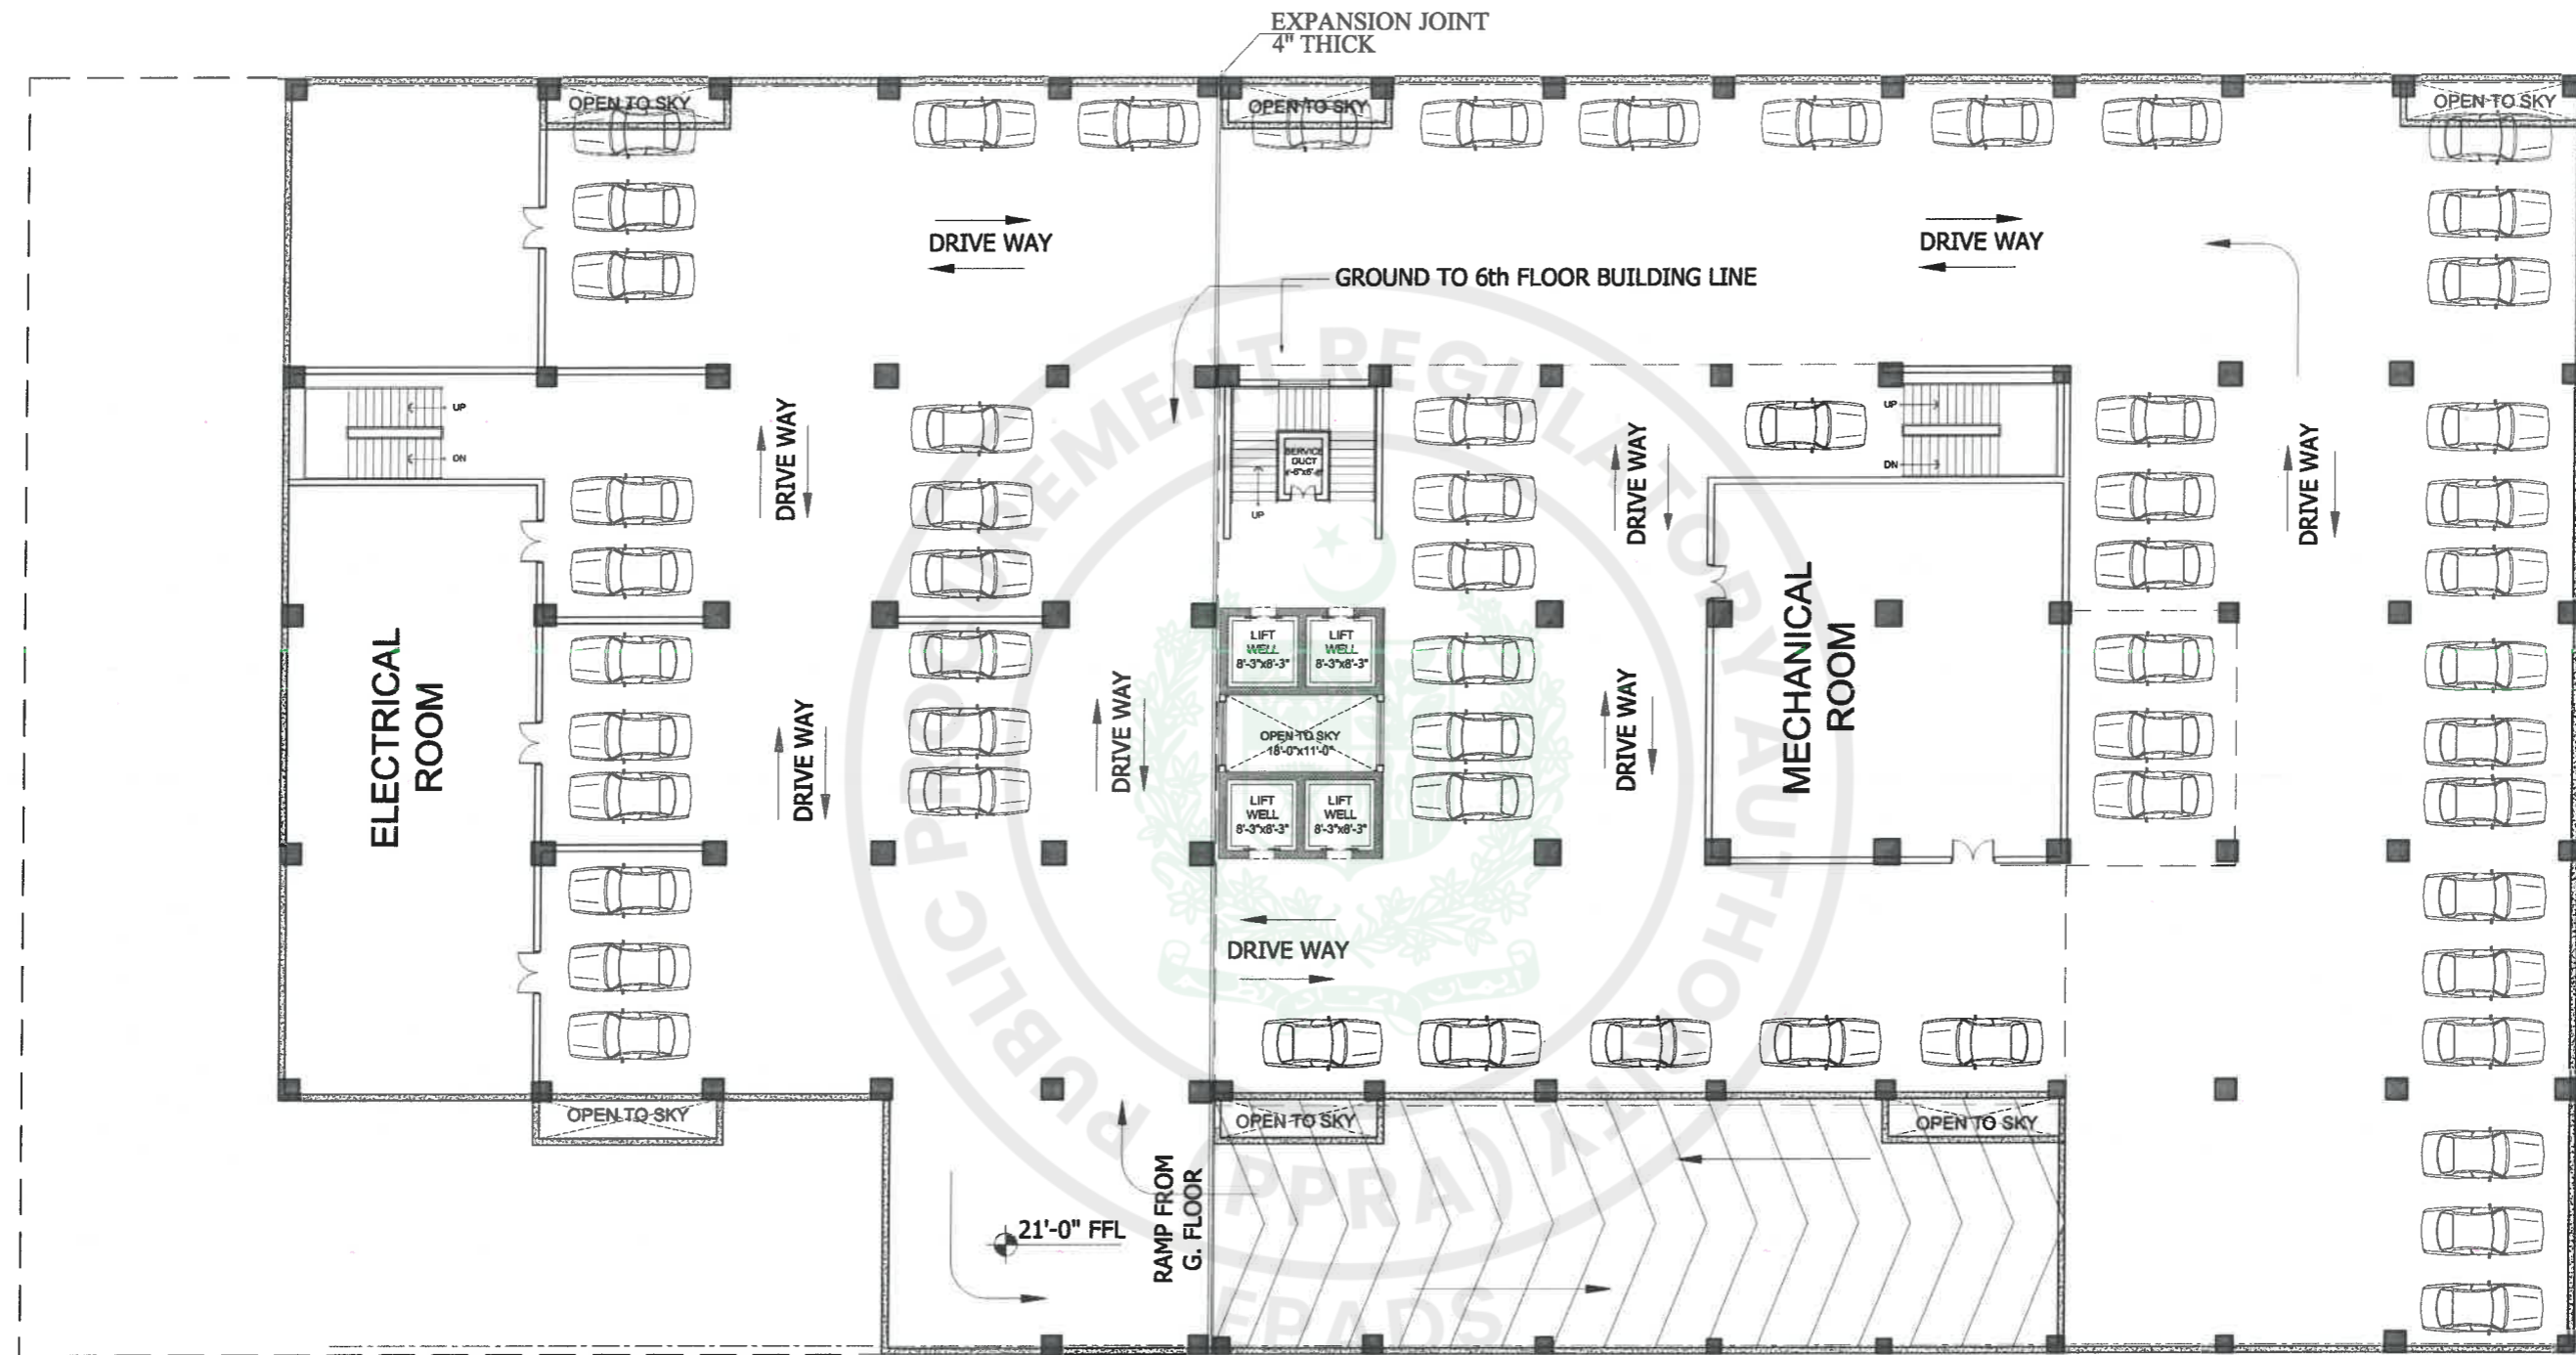 EXPANSION JOINT
4" THICK
OPEN TO SKY
OPEN TO SKY
OPEN TO SKY
DRIVE WAY
DRIVE WAY
GROUND TO 6th FLOOR BUILDING LINE
UP
DN
DRIVE WAY
SERVICE
DUCT
UP
DRIVE WAY
UP
DN
DRIVE WAY
ELECTRICAL
ROOM
DRIVE WAY
DRIVE WAY
LIFT
WELL
8'-3"x8'-3"
LIFT
WELL
8'-3"x8'-3"
OPEN TO SKY
18'-0"x11'-0"
LIFT
WELL
8'-3"x8'-3"
LIFT
WELL
8'-3"x8'-3"
DRIVE WAY
MECHANICAL
ROOM
DRIVE WAY
OPEN TO SKY
OPEN TO SKY
OPEN TO SKY
21'-0" FFL
RAMP FROM
G. FLOOR
PUBLIC PROCUREMENT REGULATORY AUTHORITY (PPRA)
EPADS